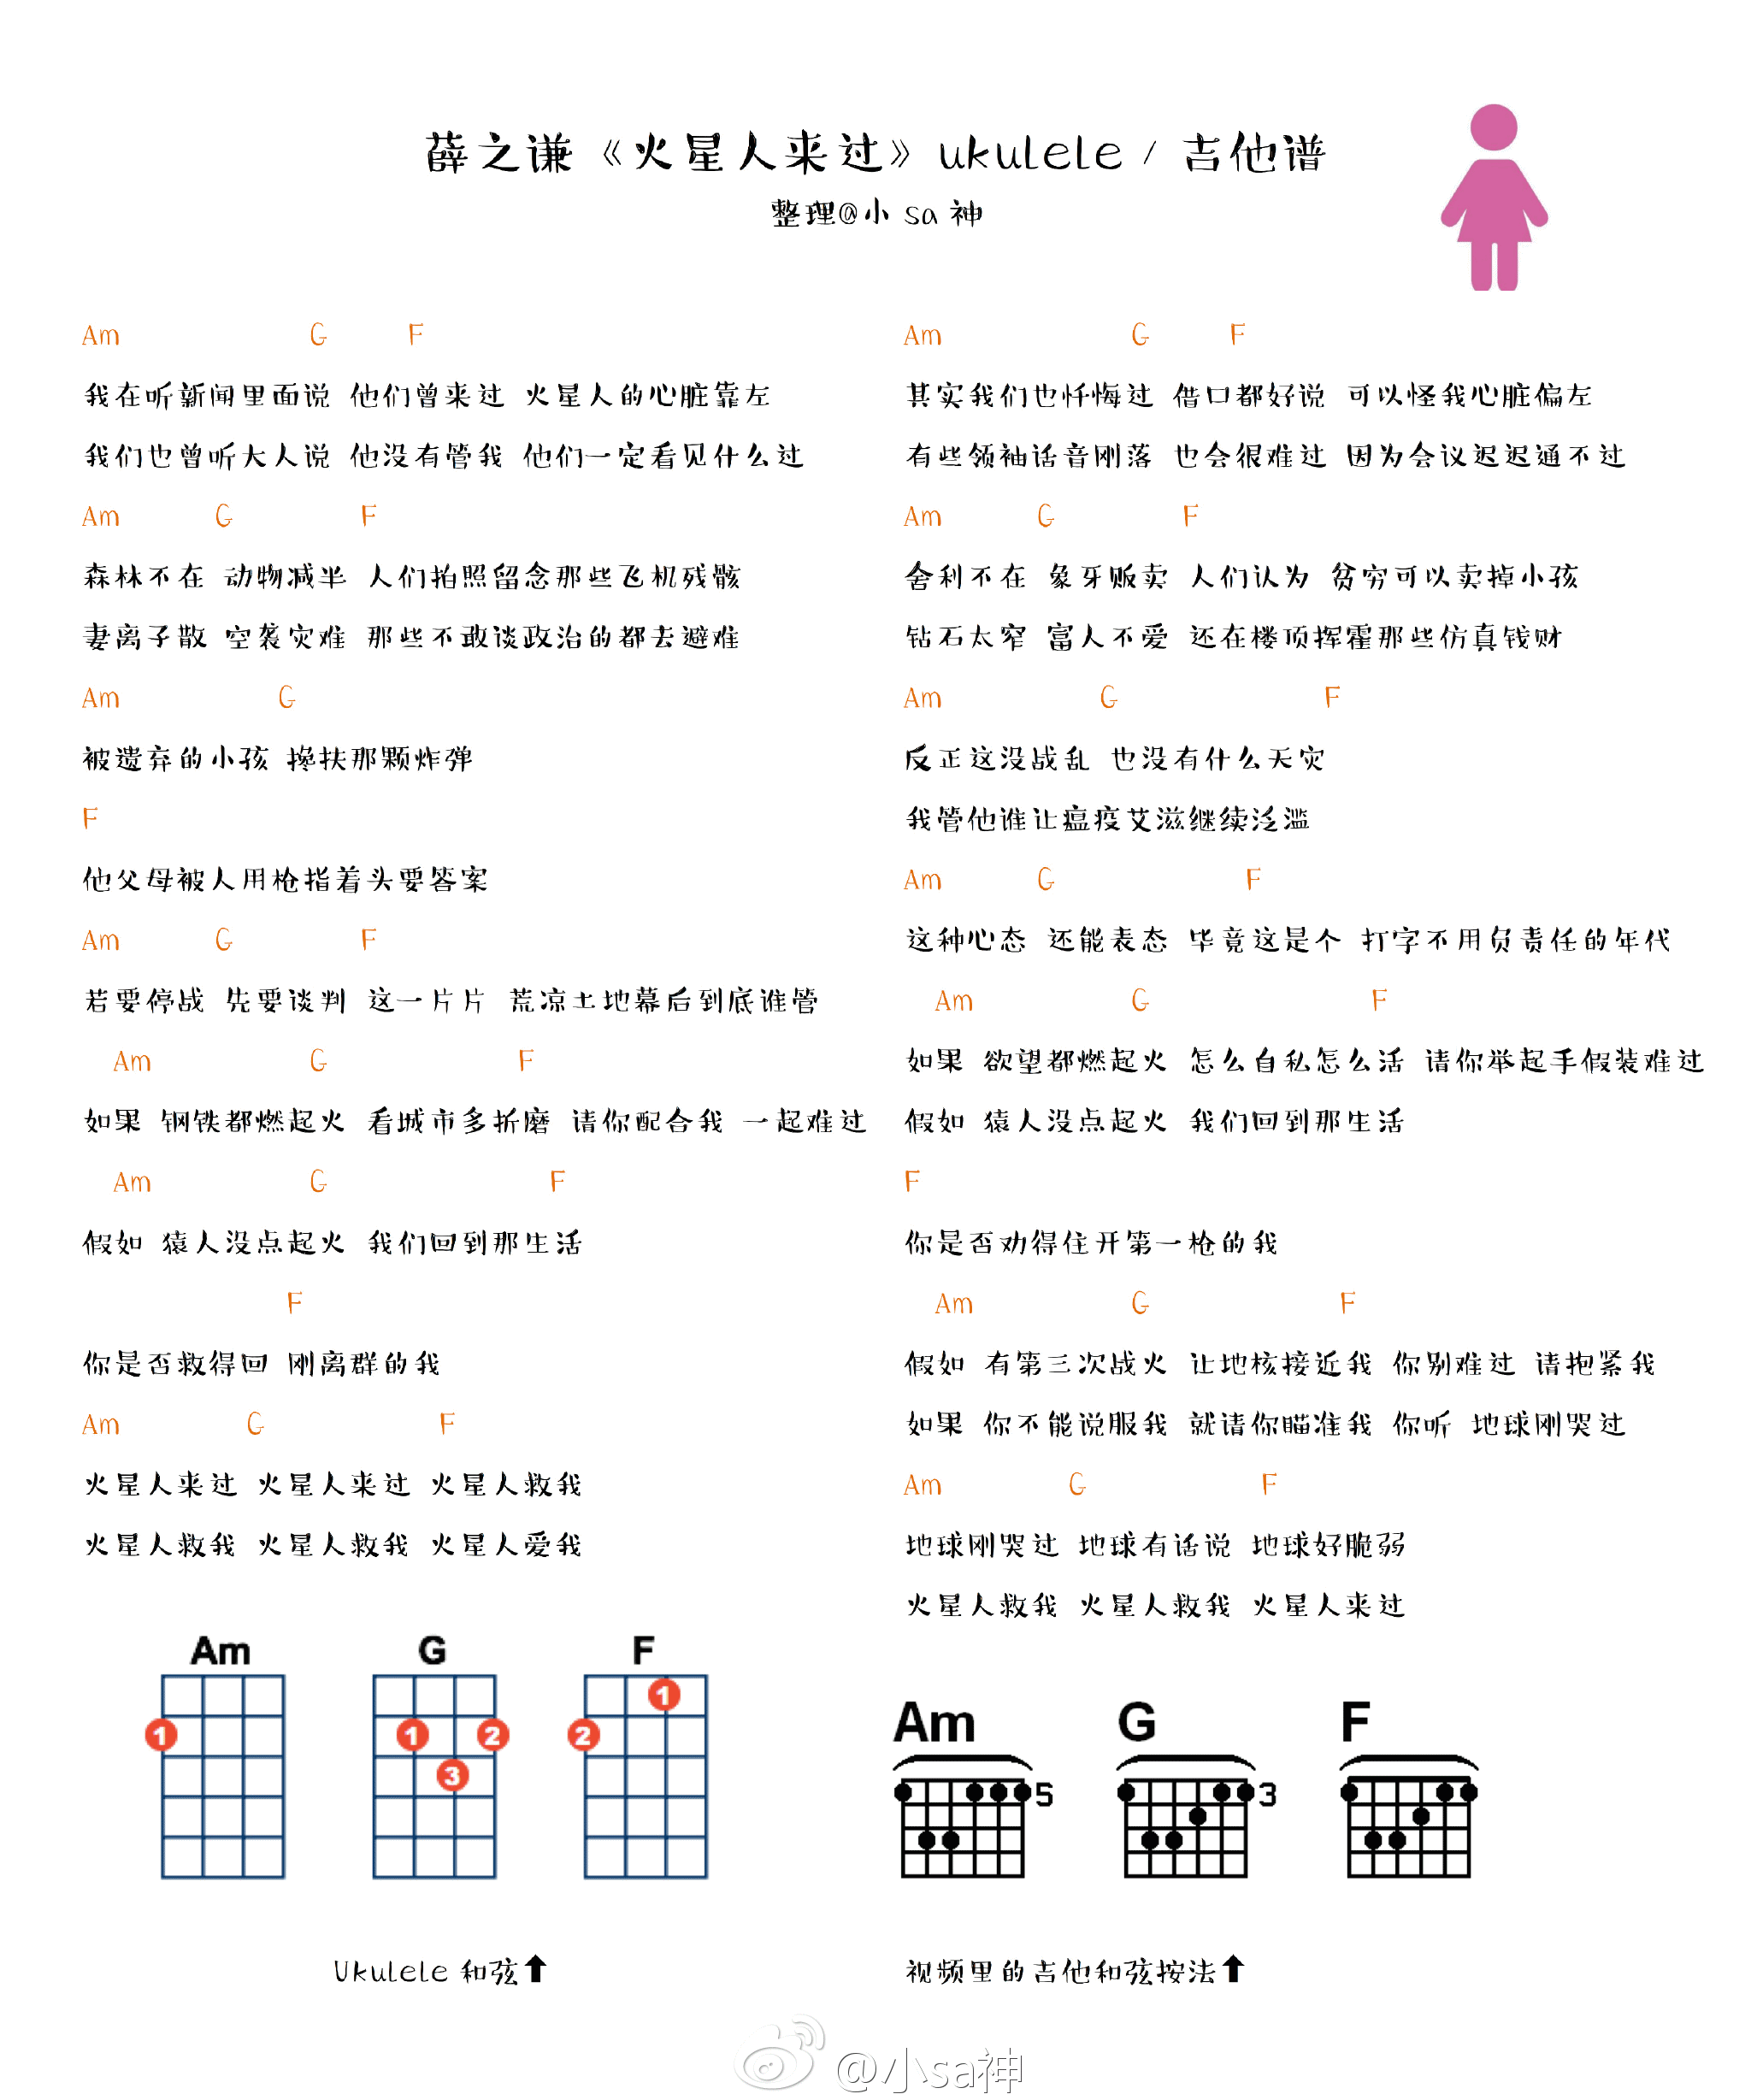 薛之谦《火星人来过》ukulele / 吉他谱
整理@小 sa 神
Am G F
我在听新闻里面说 他们曾来过 火星人的心脏靠左
我们也曾听大人说 他没有管我 他们一定看见什么过
Am G F
森林不在 动物减半 人们拍照留念那些飞机残骸
妻离子散 空袭灾难 那些不敢谈政治的都去避难
Am G
被遗弃的小孩 搀扶那颗炸弹
F
他父母被人用枪指着头要答案
Am G F
若要停战 先要谈判 这一片片 荒凉土地幕后到底谁管
Am G F
如果 钢铁都燃起火 看城市多折磨 请你配合我 一起难过
Am G F
假如 猿人没点起火 我们回到那生活
F
你是否救得回 刚离群的我
Am G F
火星人来过 火星人来过 火星人救我
火星人救我 火星人救我 火星人爱我
Am G F
其实我们也忏悔过 借口都好说 可以怪我心脏偏左
有些领袖话音刚落 也会很难过 因为会议迟迟通不过
Am G F
舍利不在 象牙贩卖 人们认为 贫穷可以卖掉小孩
钻石太窄 富人不爱 还在楼顶挥霍那些仿真钱财
Am G F
反正这没战乱 也没有什么天灾
我管他谁让瘟疫艾滋继续泛滥
Am G F
这种心态 还能表态 毕竟这是个 打字不用负责任的年代
Am G F
如果 欲望都燃起火 怎么自私怎么活 请你举起手假装难过
假如 猿人没点起火 我们回到那生活
F
你是否劝得住开第一枪的我
Am G F
假如 有第三次战火 让地核接近我 你别难过 请抱紧我
如果 你不能说服我 就请你瞄准我 你听 地球刚哭过
Am G F
地球刚哭过 地球有话说 地球好脆弱
火星人救我 火星人救我 火星人来过
Am G F
1 1 2 3 2 1
Ukulele 和弦⬆
Am G F
5 3
视频里的吉他和弦按法⬆
@小sa神